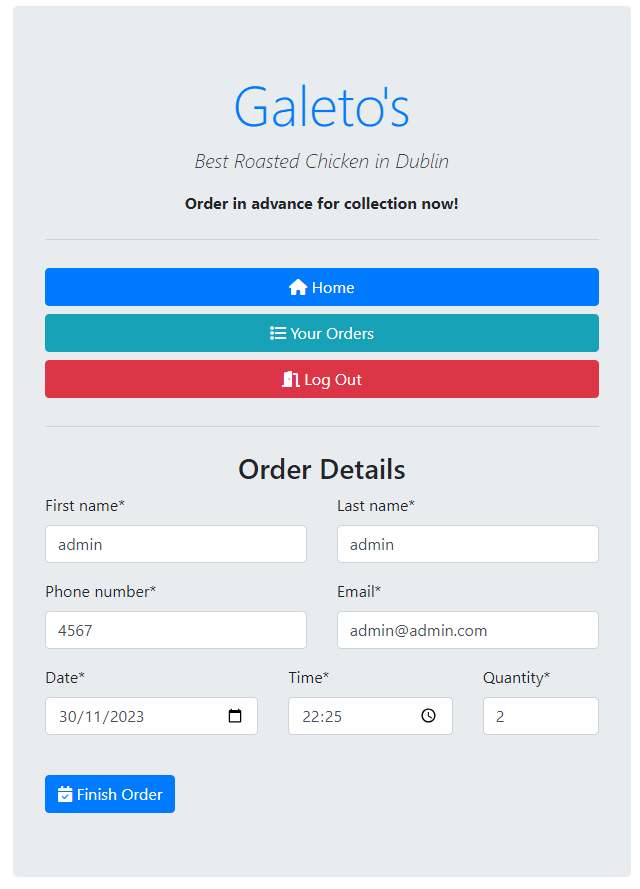 Galeto's
Best Roasted Chicken in Dublin
Order in advance for collection now!
Home
Your Orders
Log Out
Order Details
First name* Last name*
admin admin
Phone number* Email*
4567 admin@admin.com
Date* Time* Quantity*
30/11/2023 22:25 2
Finish Order